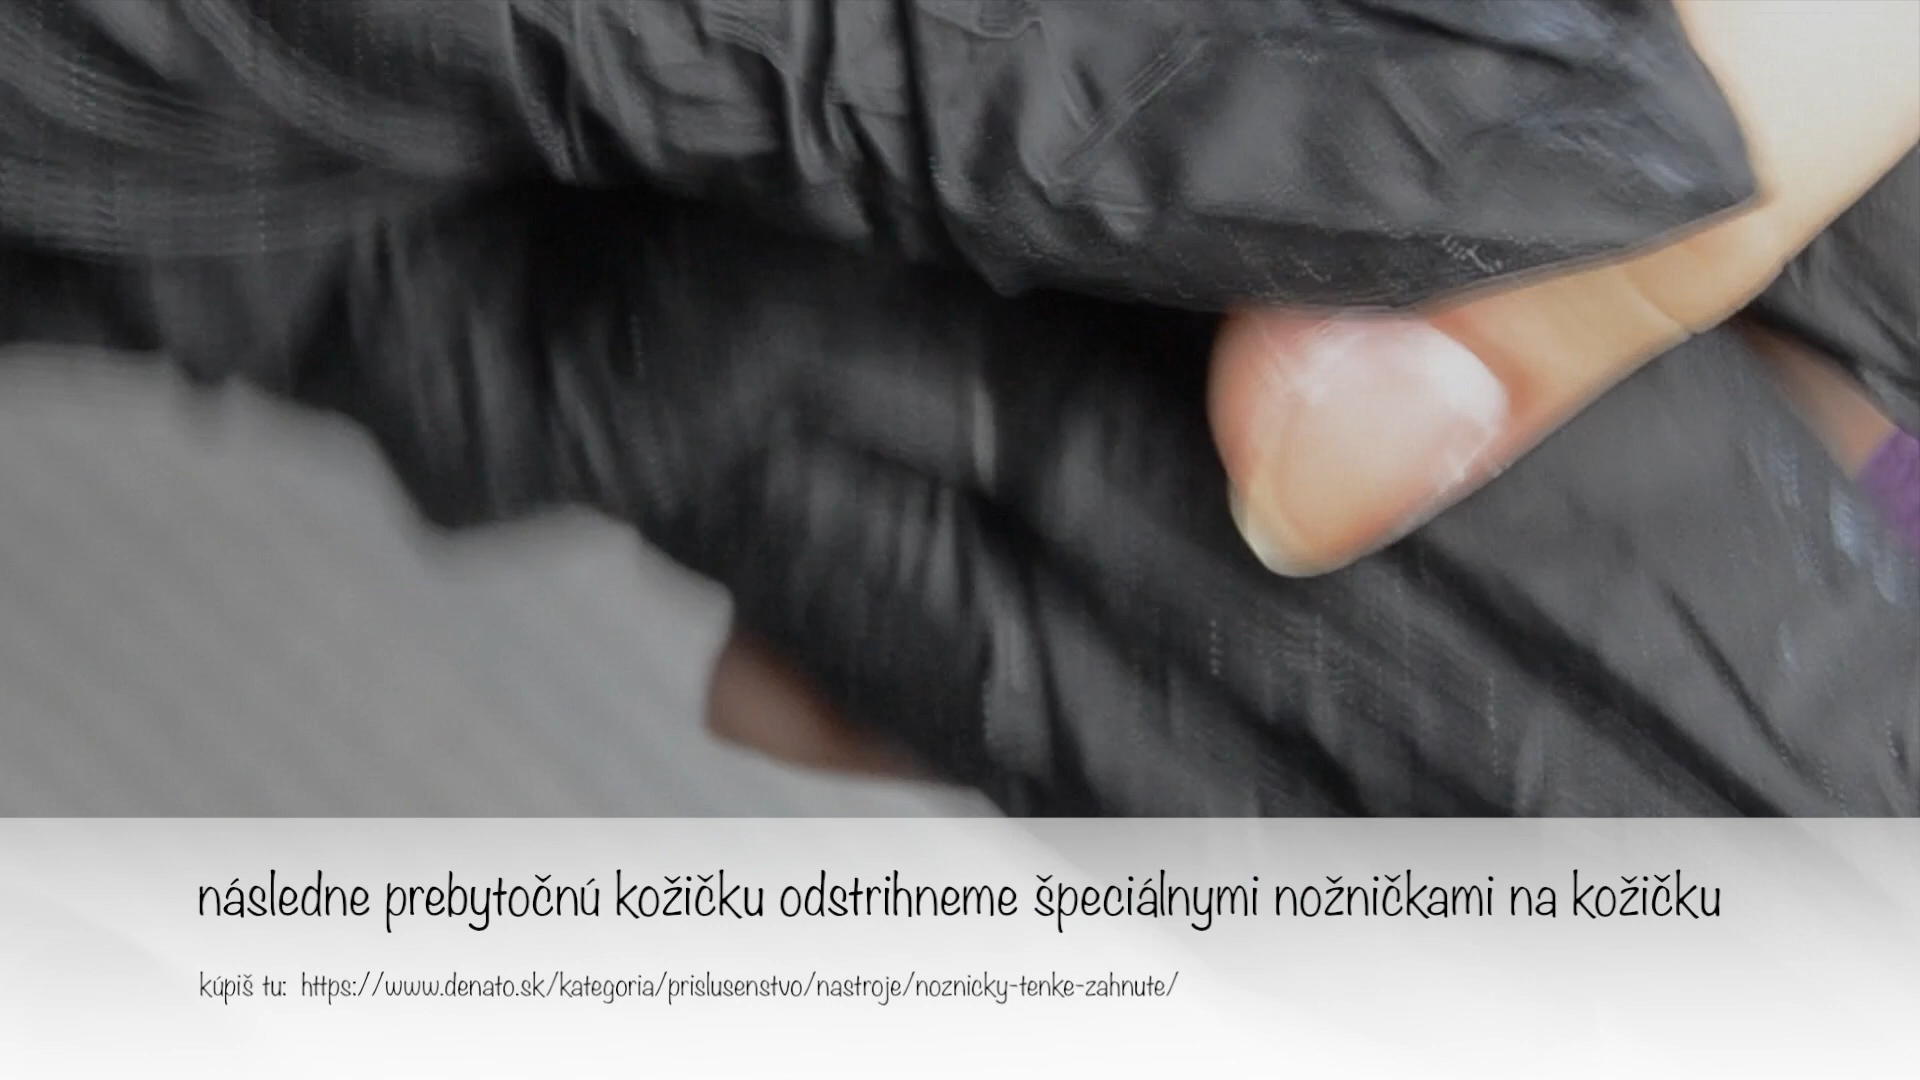 následne prebytočnú kožičku odstrihneme špeciálnymi nožničkami na kožičku
kúpiš tu: https://www.denato.sk/kategoria/prislusenstvo/nastroje/noznicky-tenke-zahnute/